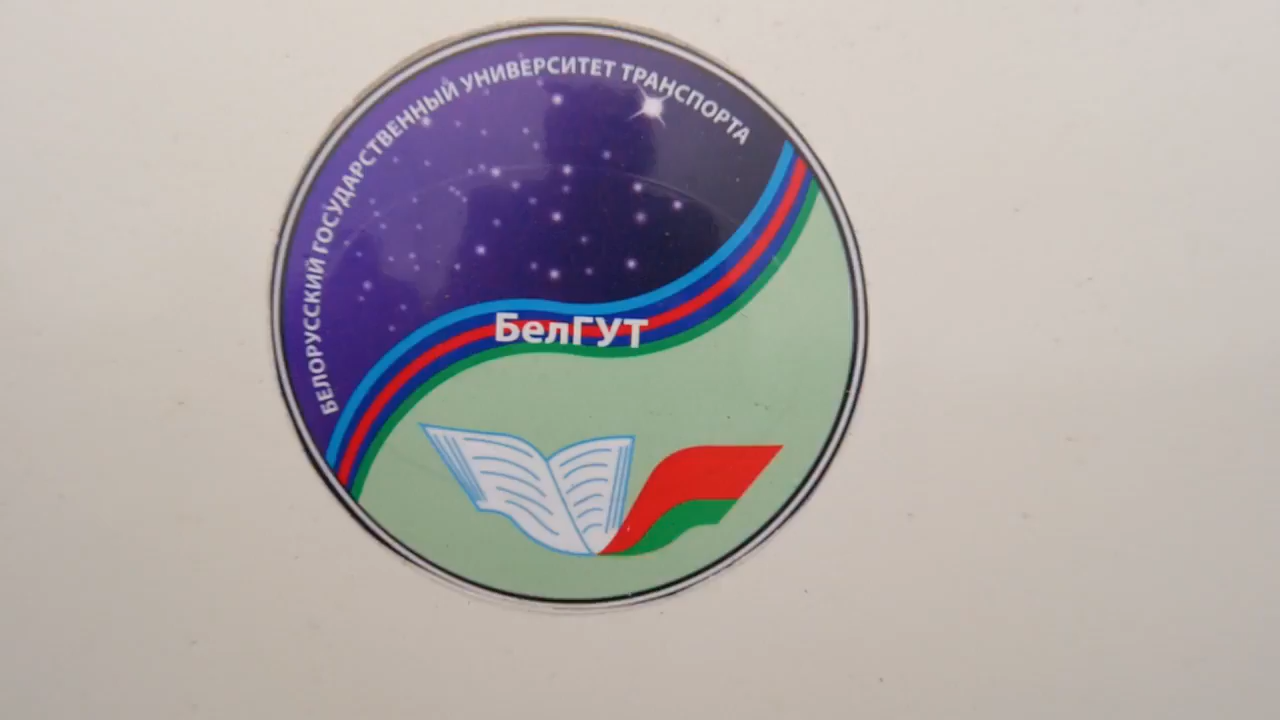 БЕЛОРУССКИЙ ГОСУДАРСТВЕННЫЙ УНИВЕРСИТЕТ ТРАНСПОРТА
БелГУТ